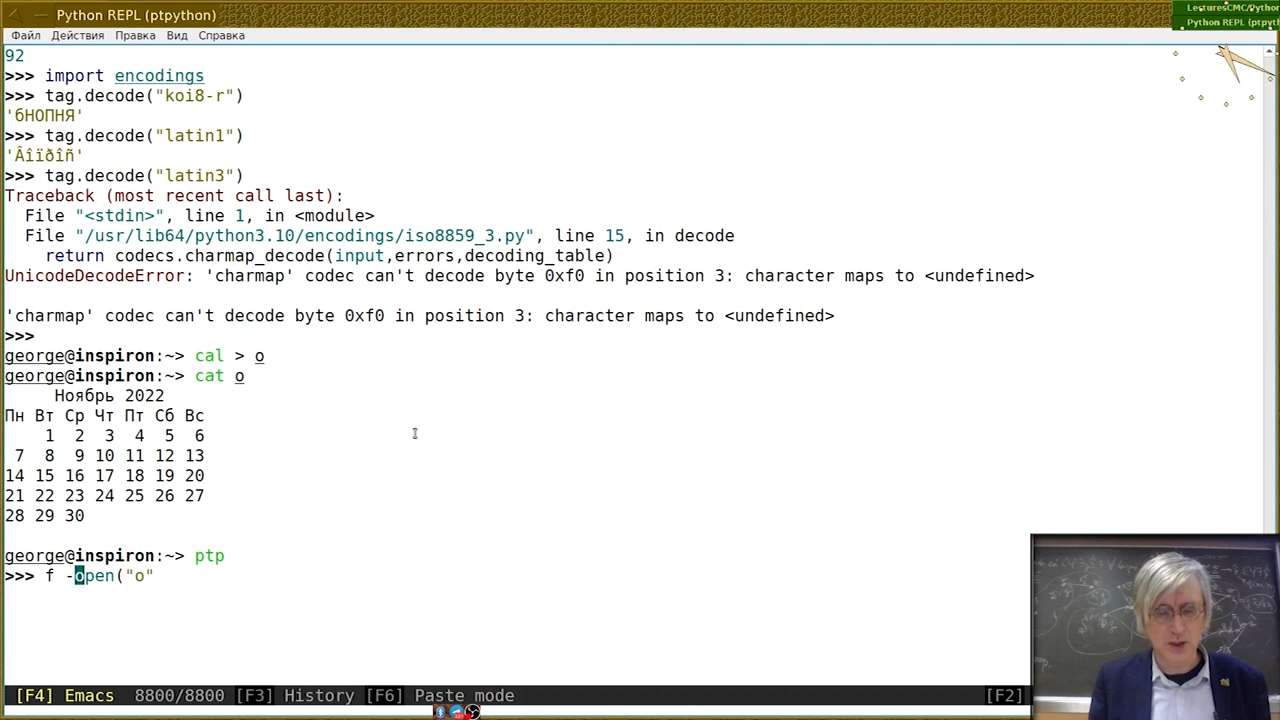 Python REPL (ptpython)
LecturesCMC/Python
Python REPL (ptpyt
Файл Действия Правка Вид Справка
92
>>> import encodings
>>> tag.decode("koi8-r")
'бНОПНЯ'
>>> tag.decode("latin1")
'Âîïðîñ'
>>> tag.decode("latin3")
Traceback (most recent call last):
  File "<stdin>", line 1, in <module>
  File "/usr/lib64/python3.10/encodings/iso8859_3.py", line 15, in decode
    return codecs.charmap_decode(input,errors,decoding_table)
UnicodeDecodeError: 'charmap' codec can't decode byte 0xf0 in position 3: character maps to <undefined>
'charmap' codec can't decode byte 0xf0 in position 3: character maps to <undefined>
>>>
george@inspiron:~> cal > o
george@inspiron:~> cat o
Ноябрь 2022
Пн Вт Ср Чт Пт Сб Вс
1 2 3 4 5 6
7 8 9 10 11 12 13
14 15 16 17 18 19 20
21 22 23 24 25 26 27
28 29 30
george@inspiron:~> ptp
>>> f -open("o"
[F4] Emacs 8800/8800 [F3] History [F6] Paste mode [F2]